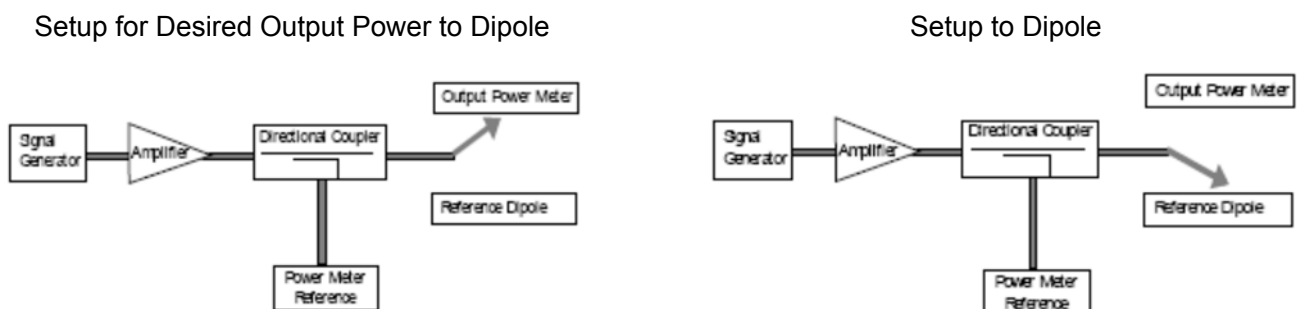 Setup for Desired Output Power to Dipole
Output Power Meter
Signal
Generator
Amplifier
Directional Coupler
Reference Dipole
Power Meter
Reference
Setup to Dipole
Output Power Meter
Signal
Generator
Amplifier
Directional Coupler
Reference Dipole
Power Meter
Reference